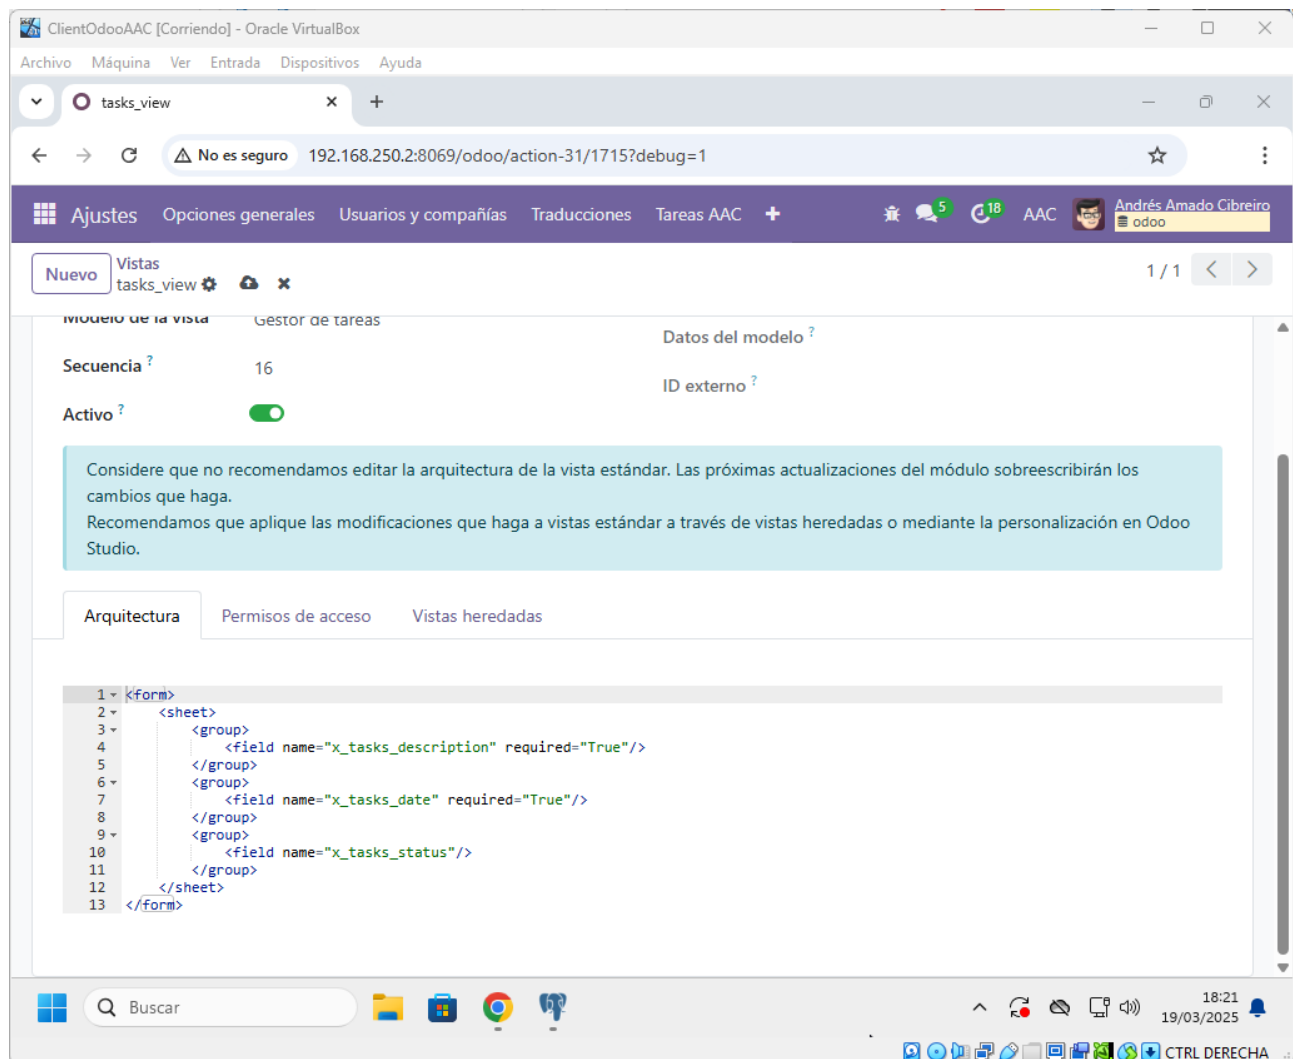 ClientOdooAAC [Corriendo] - Oracle VirtualBox
Archivo Máquina Ver Entrada Dispositivos Ayuda
tasks_view
No es seguro 192.168.250.2:8069/odoo/action-31/1715?debug=1
Ajustes Opciones generales Usuarios y compañías Traducciones Tareas AAC 5 18 AAC Andrés Amado Cibreiro
odoo
Nuevo Vistas
tasks_view 1 / 1
Modelo de la vista Gestor de tareas
Datos del modelo ?
Secuencia ? 16
ID externo ?
Activo ?
Considere que no recomendamos editar la arquitectura de la vista estándar. Las próximas actualizaciones del módulo sobreescribirán los
cambios que haga.
Recomendamos que aplique las modificaciones que haga a vistas estándar a través de vistas heredadas o mediante la personalización en Odoo
Studio.
Arquitectura Permisos de acceso Vistas heredadas
1 <form>
2 <sheet>
3 <group>
4 <field name="x_tasks_description" required="True"/>
5 </group>
6 <group>
7 <field name="x_tasks_date" required="True"/>
8 </group>
9 <group>
10 <field name="x_tasks_status"/>
11 </group>
12 </sheet>
13 </form>
Buscar
18:21
19/03/2025
CTRL DERECHA